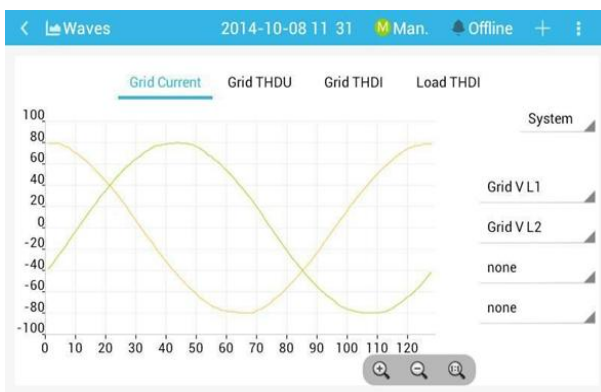 Waves 2014-10-08 11 31 Man. Offline
Grid Current Grid THDU Grid THDI Load THDI
System
Grid V L1
Grid V L2
none
none
100
80
60
40
20
0
-20
-40
-60
-80
-100
0 10 20 30 40 50 60 70 80 90 100 110 120
1:1